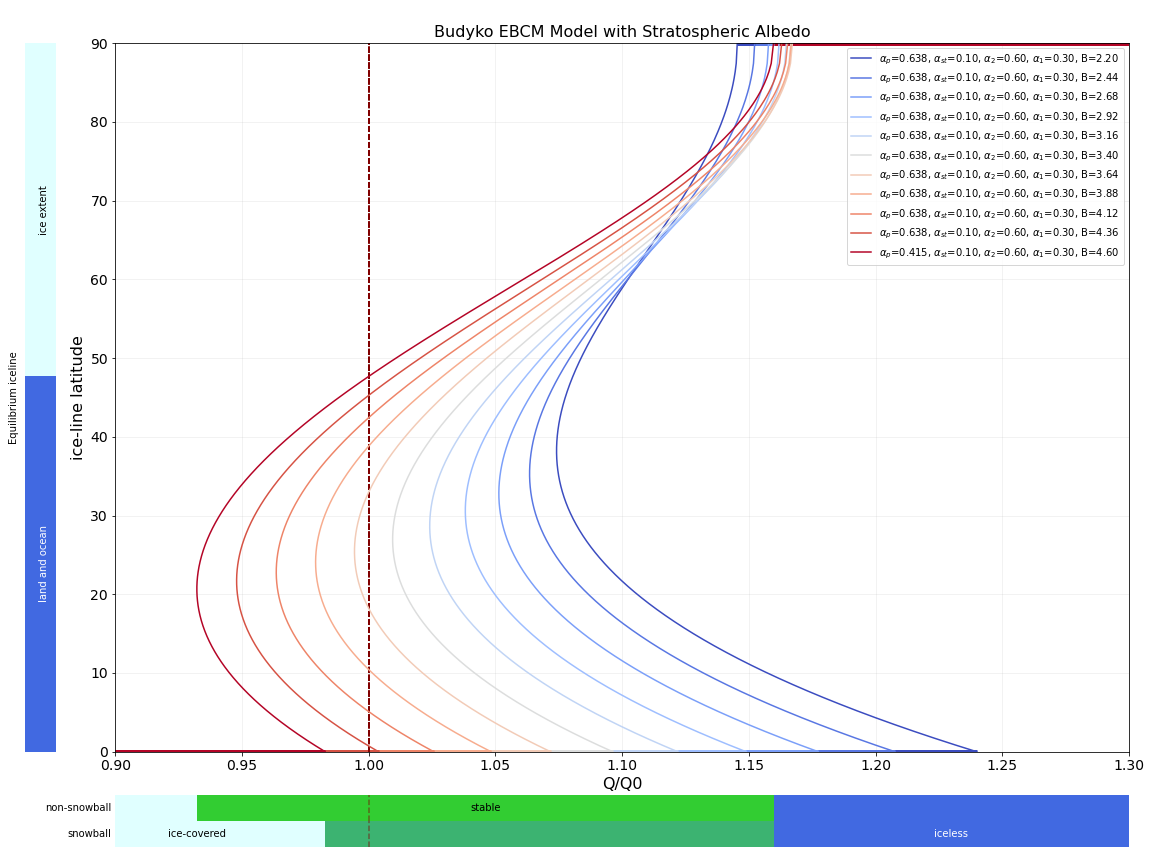 Budyko EBCM Model with Stratospheric Albedo
90
80
70
60
50
40
30
20
10
0
ice-line latitude
Equilibrium iceline
ice extent
land and ocean
αp=0.638, αst=0.10, α2=0.60, α1=0.30, B=2.20
αp=0.638, αst=0.10, α2=0.60, α1=0.30, B=2.44
αp=0.638, αst=0.10, α2=0.60, α1=0.30, B=2.68
αp=0.638, αst=0.10, α2=0.60, α1=0.30, B=2.92
αp=0.638, αst=0.10, α2=0.60, α1=0.30, B=3.16
αp=0.638, αst=0.10, α2=0.60, α1=0.30, B=3.40
αp=0.638, αst=0.10, α2=0.60, α1=0.30, B=3.64
αp=0.638, αst=0.10, α2=0.60, α1=0.30, B=3.88
αp=0.638, αst=0.10, α2=0.60, α1=0.30, B=4.12
αp=0.638, αst=0.10, α2=0.60, α1=0.30, B=4.36
αp=0.415, αst=0.10, α2=0.60, α1=0.30, B=4.60
0.90 0.95 1.00 1.05 1.10 1.15 1.20 1.25 1.30
Q/Q0
non-snowball stable
snowball ice-covered iceless